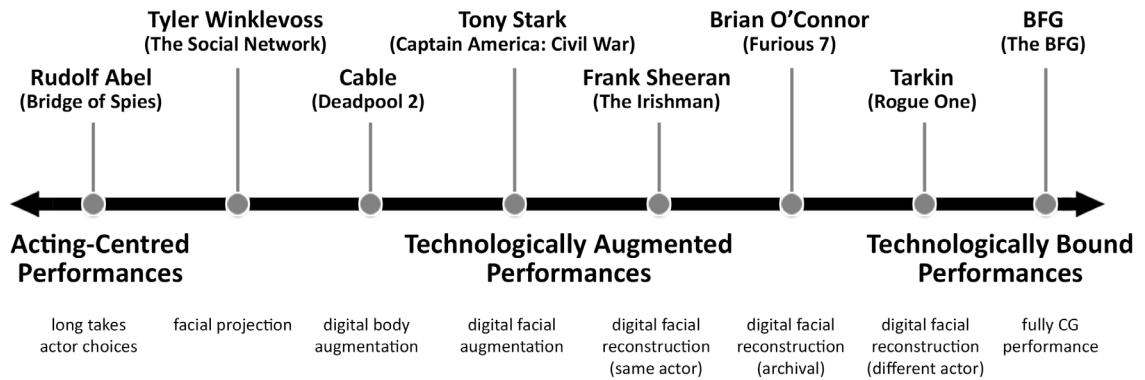 Tyler Winklevoss
(The Social Network)
Tony Stark
(Captain America: Civil War)
Brian O’Connor
(Furious 7)
BFG
(The BFG)
Rudolf Abel
(Bridge of Spies)
Cable
(Deadpool 2)
Frank Sheeran
(The Irishman)
Tarkin
(Rogue One)
Acting-Centred
Performances
Technologically Augmented
Performances
Technologically Bound
Performances
long takes
actor choices
facial projection
digital body
augmentation
digital facial
augmentation
digital facial
reconstruction
(same actor)
digital facial
reconstruction
(archival)
digital facial
reconstruction
(different actor)
fully CG
performance